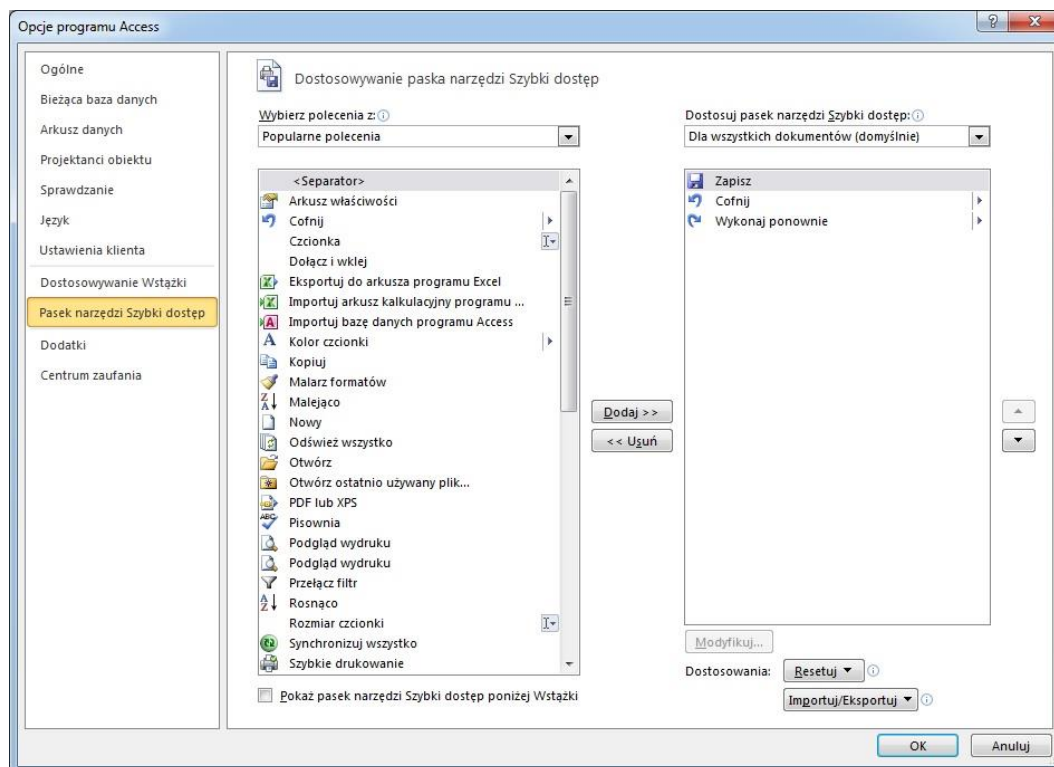 Opcje programu Access
Ogólne
Bieżąca baza danych
Arkusz danych
Projektanci obiektu
Sprawdzanie
Język
Ustawienia klienta
Dostosowywanie Wstążki
Pasek narzędzi Szybki dostęp
Dodatki
Centrum zaufania
Dostosowywanie paska narzędzi Szybki dostęp
Wybierz polecenia z:
Popularne polecenia
<Separator>
Arkusz właściwości
Cofnij
Czcionka
Dołącz i wklej
Eksportuj do arkusza programu Excel
Importuj arkusz kalkulacyjny programu ...
Importuj bazę danych programu Access
Kolor czcionki
Kopiuj
Malarz formatów
Malejąco
Nowy
Odśwież wszystko
Otwórz
Otwórz ostatnio używany plik...
PDF lub XPS
Pisownia
Podgląd wydruku
Podgląd wydruku
Przełącz filtr
Rosnąco
Rozmiar czcionki
Synchronizuj wszystko
Szybkie drukowanie
Pokaż pasek narzędzi Szybki dostęp poniżej Wstążki
Dodaj >>
<< Usuń
Dostosuj pasek narzędzi Szybki dostęp:
Dla wszystkich dokumentów (domyślnie)
Zapisz
Cofnij
Wykonaj ponownie
Modyfikuj...
Dostosowania: Resetuj
Importuj/Eksportuj
OK Anuluj